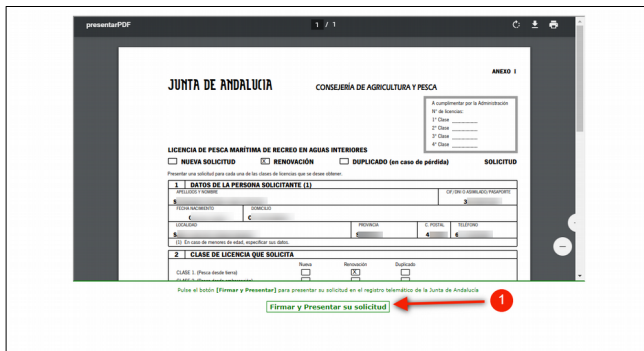 presentarPDF
1 / 1
ANEXO I
JUNTA DE ANDALUCIA
CONSEJERÍA DE AGRICULTURA Y PESCA
A cumplimentar por la Administración
Nº de licencias:
1ª Clase
2ª Clase
3ª Clase
4ª Clase
LICENCIA DE PESCA MARÍTIMA DE RECREO EN AGUAS INTERIORES
NUEVA SOLICITUD X RENOVACIÓN DUPLICADO (en caso de pérdida) SOLICITUD
Presentar una solicitud para cada una de las clases de licencias que se desee obtener.
1 DATOS DE LA PERSONA SOLICITANTE (1)
APELLIDOS Y NOMBRE CIF/DNI O ASIMILADO/PASAPORTE
S 3
FECHA NACIMIENTO DOMICILIO
LOCALIDAD PROVINCIA C. POSTAL TELÉFONO
S S 4 6
(1) En caso de menores de edad, especificar sus datos.
2 CLASE DE LICENCIA QUE SOLICITA
Nueva Renovación Duplicado
CLASE 1. (Pesca desde tierra) X
Pulse el botón [Firmar y Presentar] para presentar su solicitud en el registro telemático de la Junta de Andalucía
Firmar y Presentar su solicitud
1